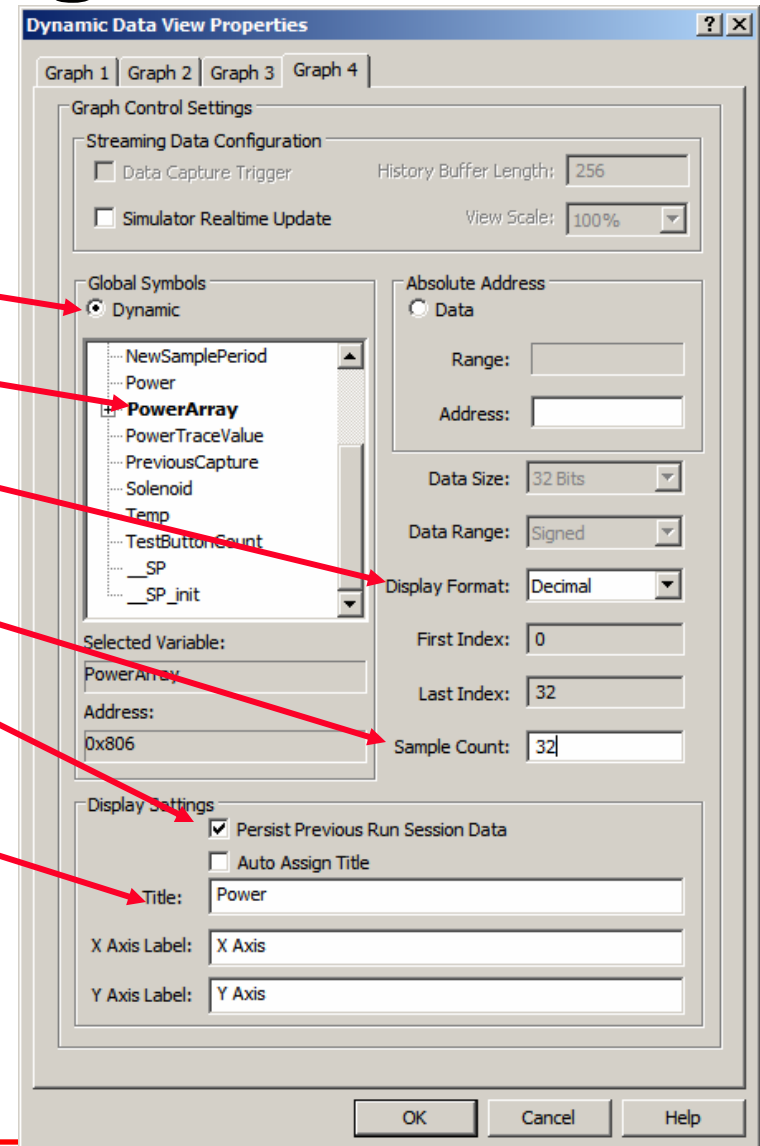 Dynamic Data View Properties
Graph 1 Graph 2 Graph 3 Graph 4
Graph Control Settings
Streaming Data Configuration
Data Capture Trigger History Buffer Length: 256
Simulator Realtime Update View Scale: 100%
Global Symbols
Dynamic
NewSamplePeriod
Power
PowerArray
PowerTraceValue
PreviousCapture
Solenoid
Temp
TestButtonCount
__SP
__SP_init
Selected Variable:
PowerArray
Address:
0x806
Absolute Address
Data
Range:
Address:
Data Size: 32 Bits
Data Range: Signed
Display Format: Decimal
First Index: 0
Last Index: 32
Sample Count: 32
Display Settings
Persist Previous Run Session Data
Auto Assign Title
Title: Power
X Axis Label: X Axis
Y Axis Label: Y Axis
OK Cancel Help